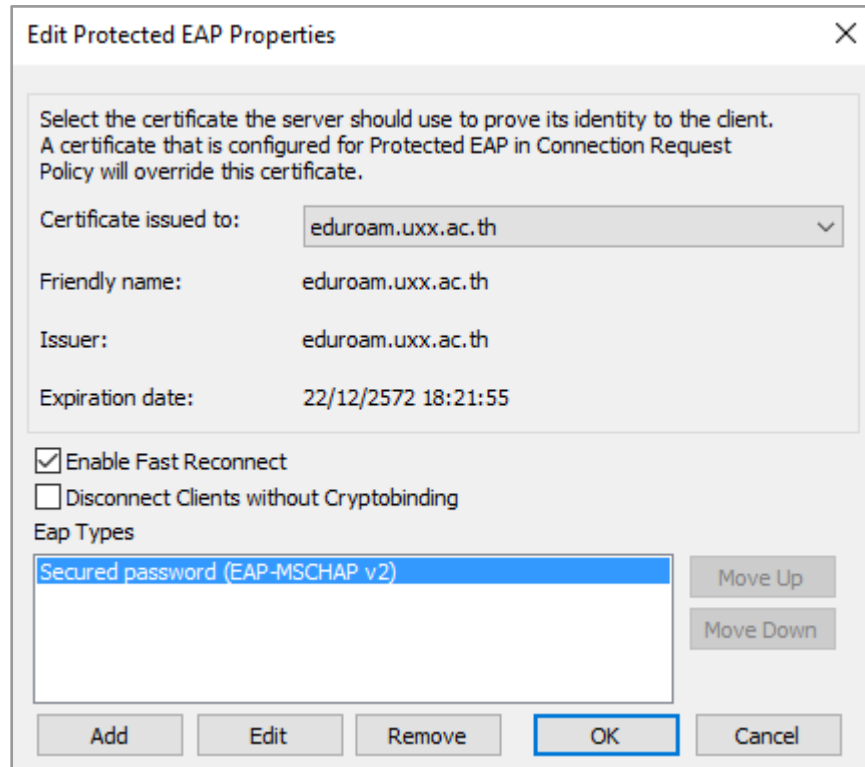 Edit Protected EAP Properties
Select the certificate the server should use to prove its identity to the client.
A certificate that is configured for Protected EAP in Connection Request
Policy will override this certificate.
Certificate issued to: eduroam.uxx.ac.th
Friendly name: eduroam.uxx.ac.th
Issuer: eduroam.uxx.ac.th
Expiration date: 22/12/2572 18:21:55
Enable Fast Reconnect
Disconnect Clients without Cryptobinding
Eap Types
Secured password (EAP-MSCHAP v2)
Move Up
Move Down
Add Edit Remove OK Cancel